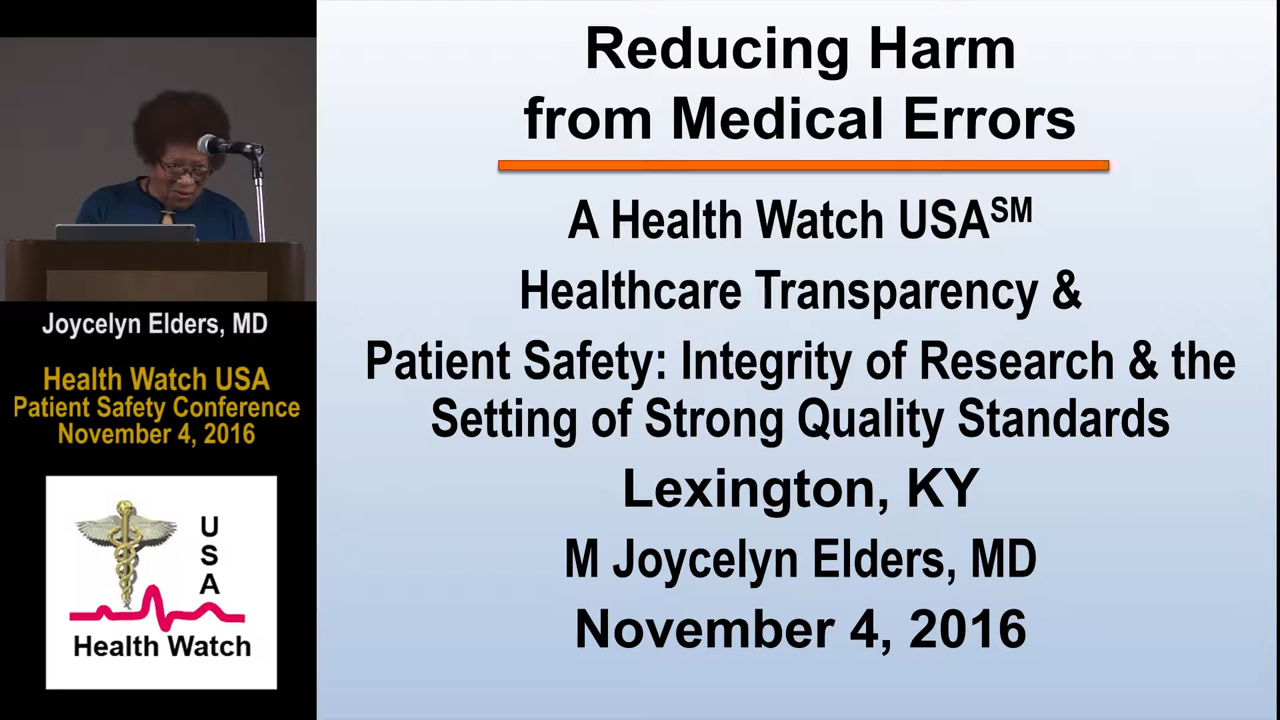 Reducing Harm
from Medical Errors
A Health Watch USASM
Healthcare Transparency &
Patient Safety: Integrity of Research & the
Setting of Strong Quality Standards
Lexington, KY
M Joycelyn Elders, MD
November 4, 2016
Joycelyn Elders, MD
Health Watch USA
Patient Safety Conference
November 4, 2016
USA
Health Watch